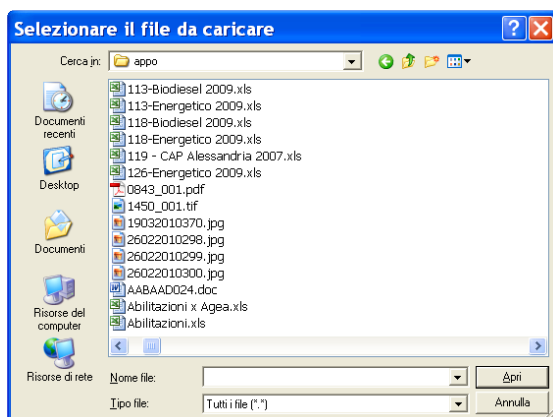 Selezionare il file da caricare
Cerca in: appo
Documenti recenti
Desktop
Documenti
Risorse del computer
Risorse di rete
113-Biodiesel 2009.xls
113-Energetico 2009.xls
118-Biodiesel 2009.xls
118-Energetico 2009.xls
119 - CAP Alessandria 2007.xls
126-Energetico 2009.xls
0843_001.pdf
1450_001.tif
19032010370.jpg
26022010298.jpg
26022010299.jpg
26022010300.jpg
AABAAD024.doc
Abilitazioni x Agea.xls
Abilitazioni.xls
Nome file:
Apri
Tipo file: Tutti i file (*.*)
Annulla